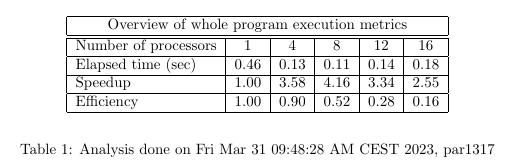 Overview of whole program execution metrics
Number of processors 1 4 8 12 16
Elapsed time (sec) 0.46 0.13 0.11 0.14 0.18
Speedup 1.00 3.58 4.16 3.34 2.55
Efficiency 1.00 0.90 0.52 0.28 0.16
Table 1: Analysis done on Fri Mar 31 09:48:28 AM CEST 2023, par1317